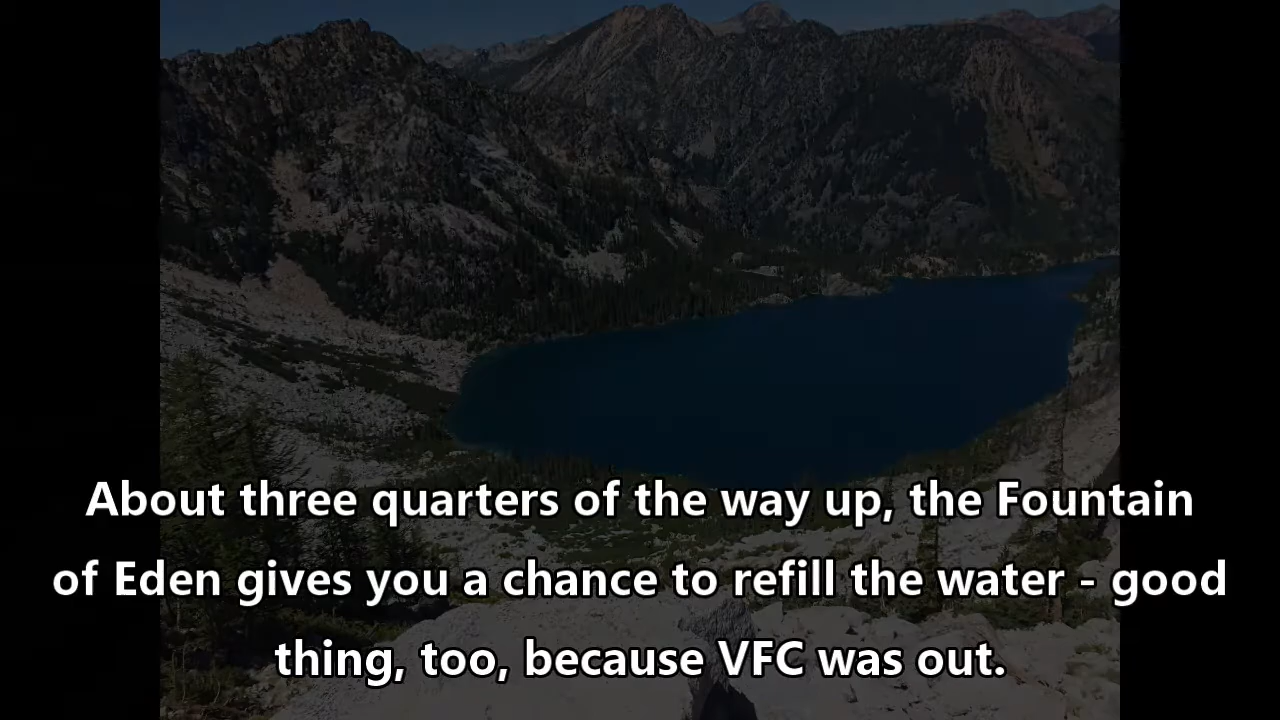 About three quarters of the way up, the Fountain
of Eden gives you a chance to refill the water - good
thing, too, because VFC was out.